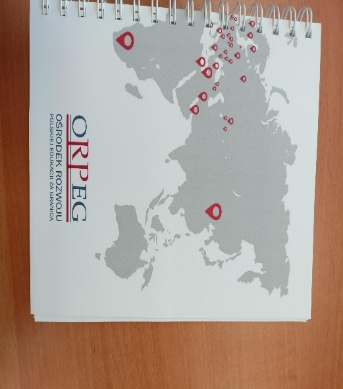 ORPEG
OŚRODEK ROZWOJU
POLSKIEJ EDUKACJI ZA GRANICĄ